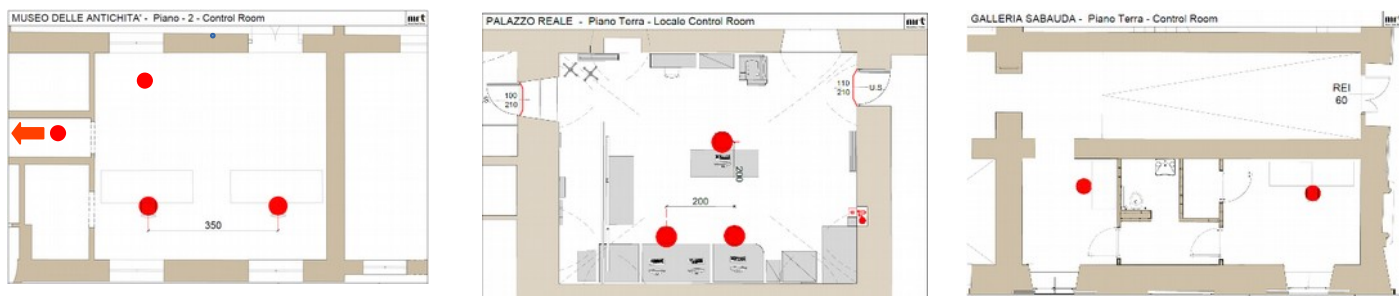 MUSEO DELLE ANTICHITA' - Piano - 2 - Control Room
mrt
350
PALAZZO REALE - Piano Terra - Locale Control Room
mrt
S.
100
210
110
210
U.S.
200
200
GALLERIA SABAUDA - Piano Terra - Control Room
mrt
REI
60